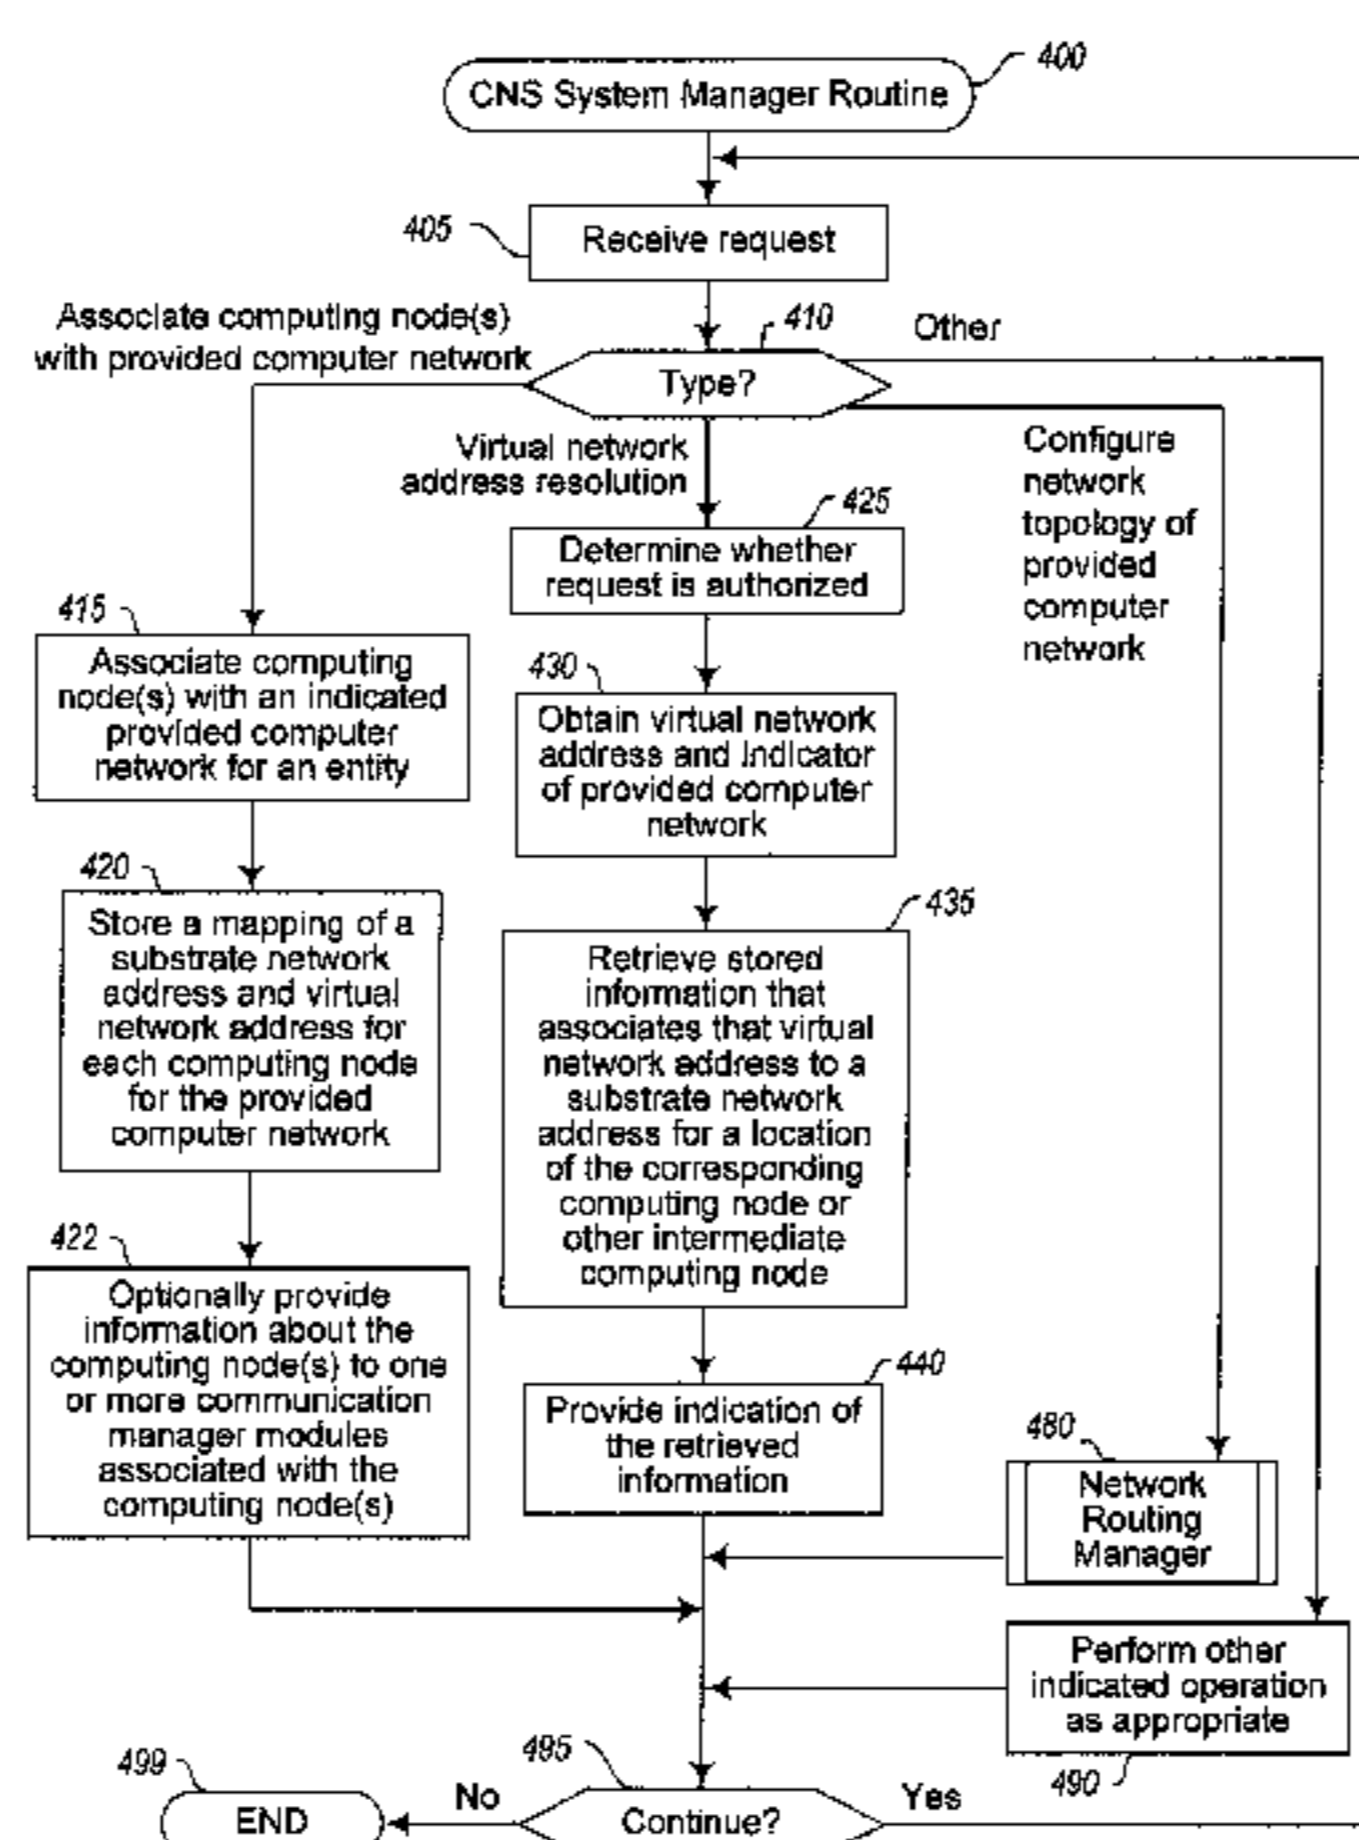 400
CNS System Manager Routine
405
Receive request
Associate computing node(s)
with provided computer network
410
Other
Type?
Virtual network
address resolution
Configure
network
topology of
provided
computer
network
425
Determine whether
request is authorized
415
Associate computing
node(s) with an indicated
provided computer
network for an entity
430
Obtain virtual network
address and indicator
of provided computer
network
420
Store a mapping of a
substrate network
address and virtual
network address for
each computing node
for the provided
computer network
435
Retrieve stored
information that
associates that virtual
network address to a
substrate network
address for a location
of the corresponding
computing node or
other intermediate
computing node
422
Optionally provide
information about the
computing node(s) to one
or more communication
manager modules
associated with the
computing node(s)
440
Provide indication of
the retrieved
information
480
Network
Routing
Manager
Perform other
indicated operation
as appropriate
490
495
Continue?
Yes
No
499
END